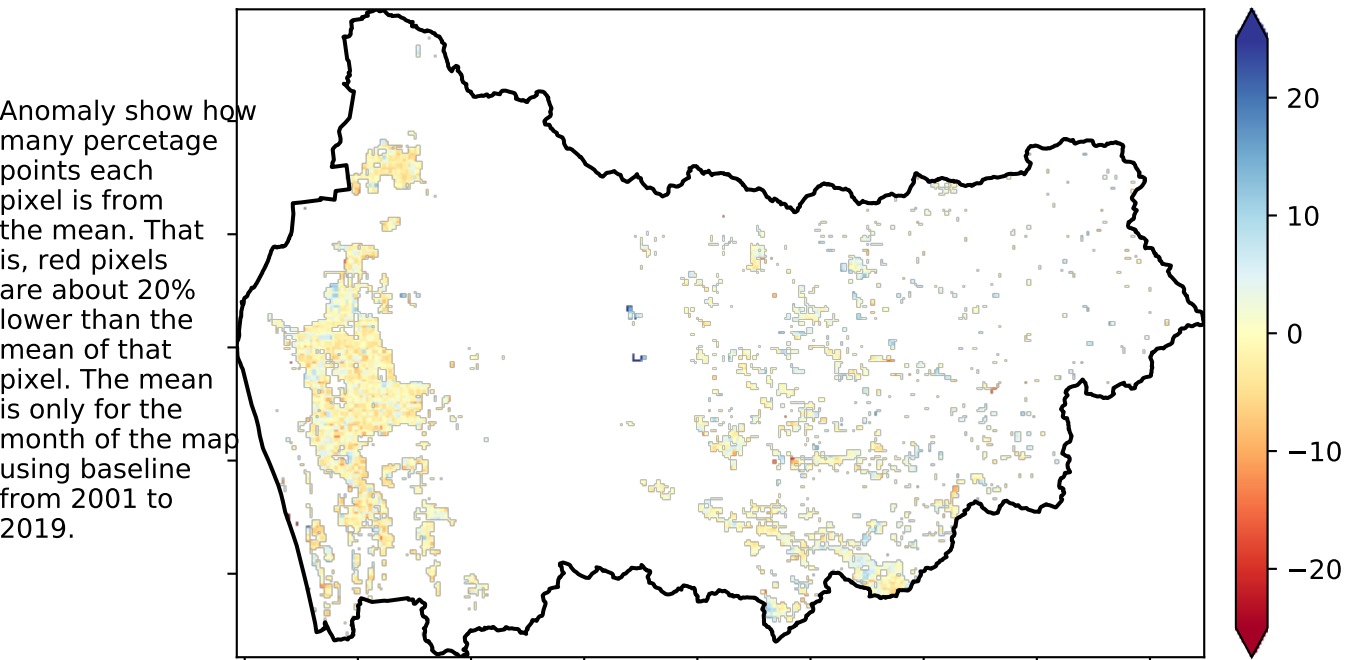 Anomaly show how
many percetage
points each
pixel is from
the mean. That
is, red pixels
are about 20%
lower than the
mean of that
pixel. The mean
is only for the
month of the map
using baseline
from 2001 to
2019.
20
10
0
−10
−20